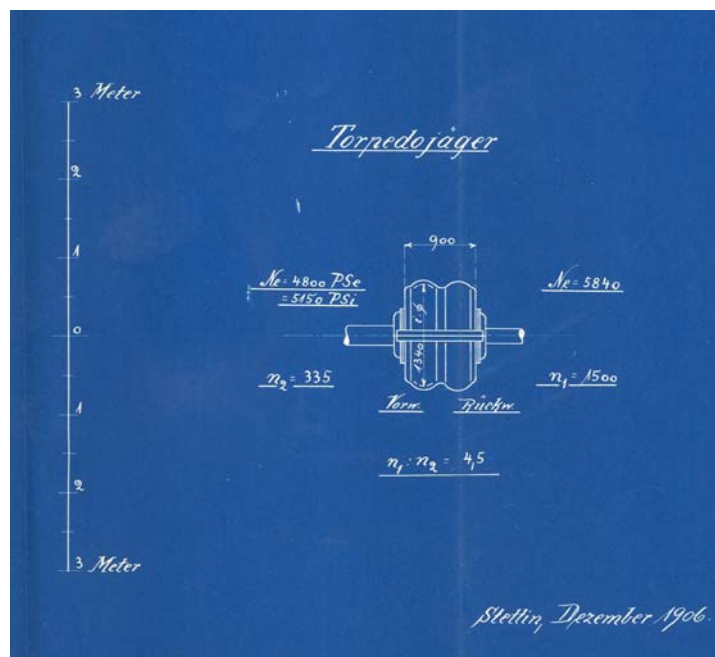 3 Meter
Torpedojäger
2
1
900
Ne = 4800 PSe
= 5150 PSi
Ne = 5840
0
1340 i. ϕ
n₂ = 335
n₁ = 1500
Vorw. Rückw.
1
n₁ : n₂ = 4,5
2
3 Meter
Stettin, Dezember 1906.